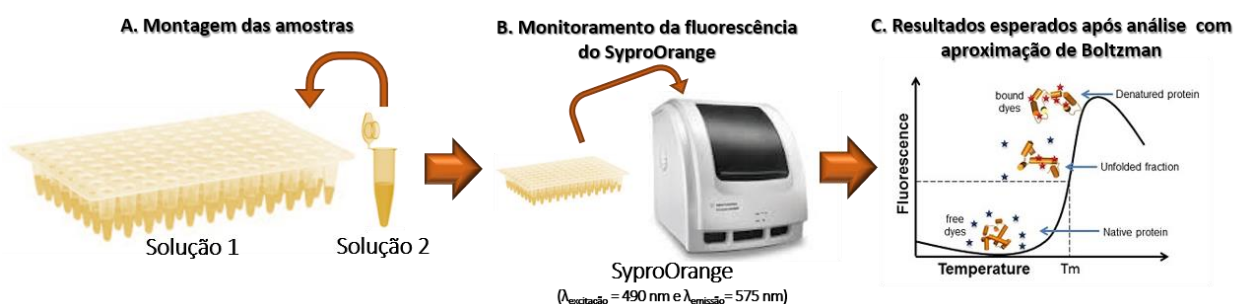 A. Montagem das amostras
Solução 1
Solução 2
B. Monitoramento da fluorescência
do SyproOrange
SyproOrange
(λexcitação = 490 nm e λemissão= 575 nm)
C. Resultados esperados após análise com
aproximação de Boltzman
Fluorescence
bound
dyes
Denatured protein
Unfolded fraction
free
dyes
Native protein
Temperature
Tm